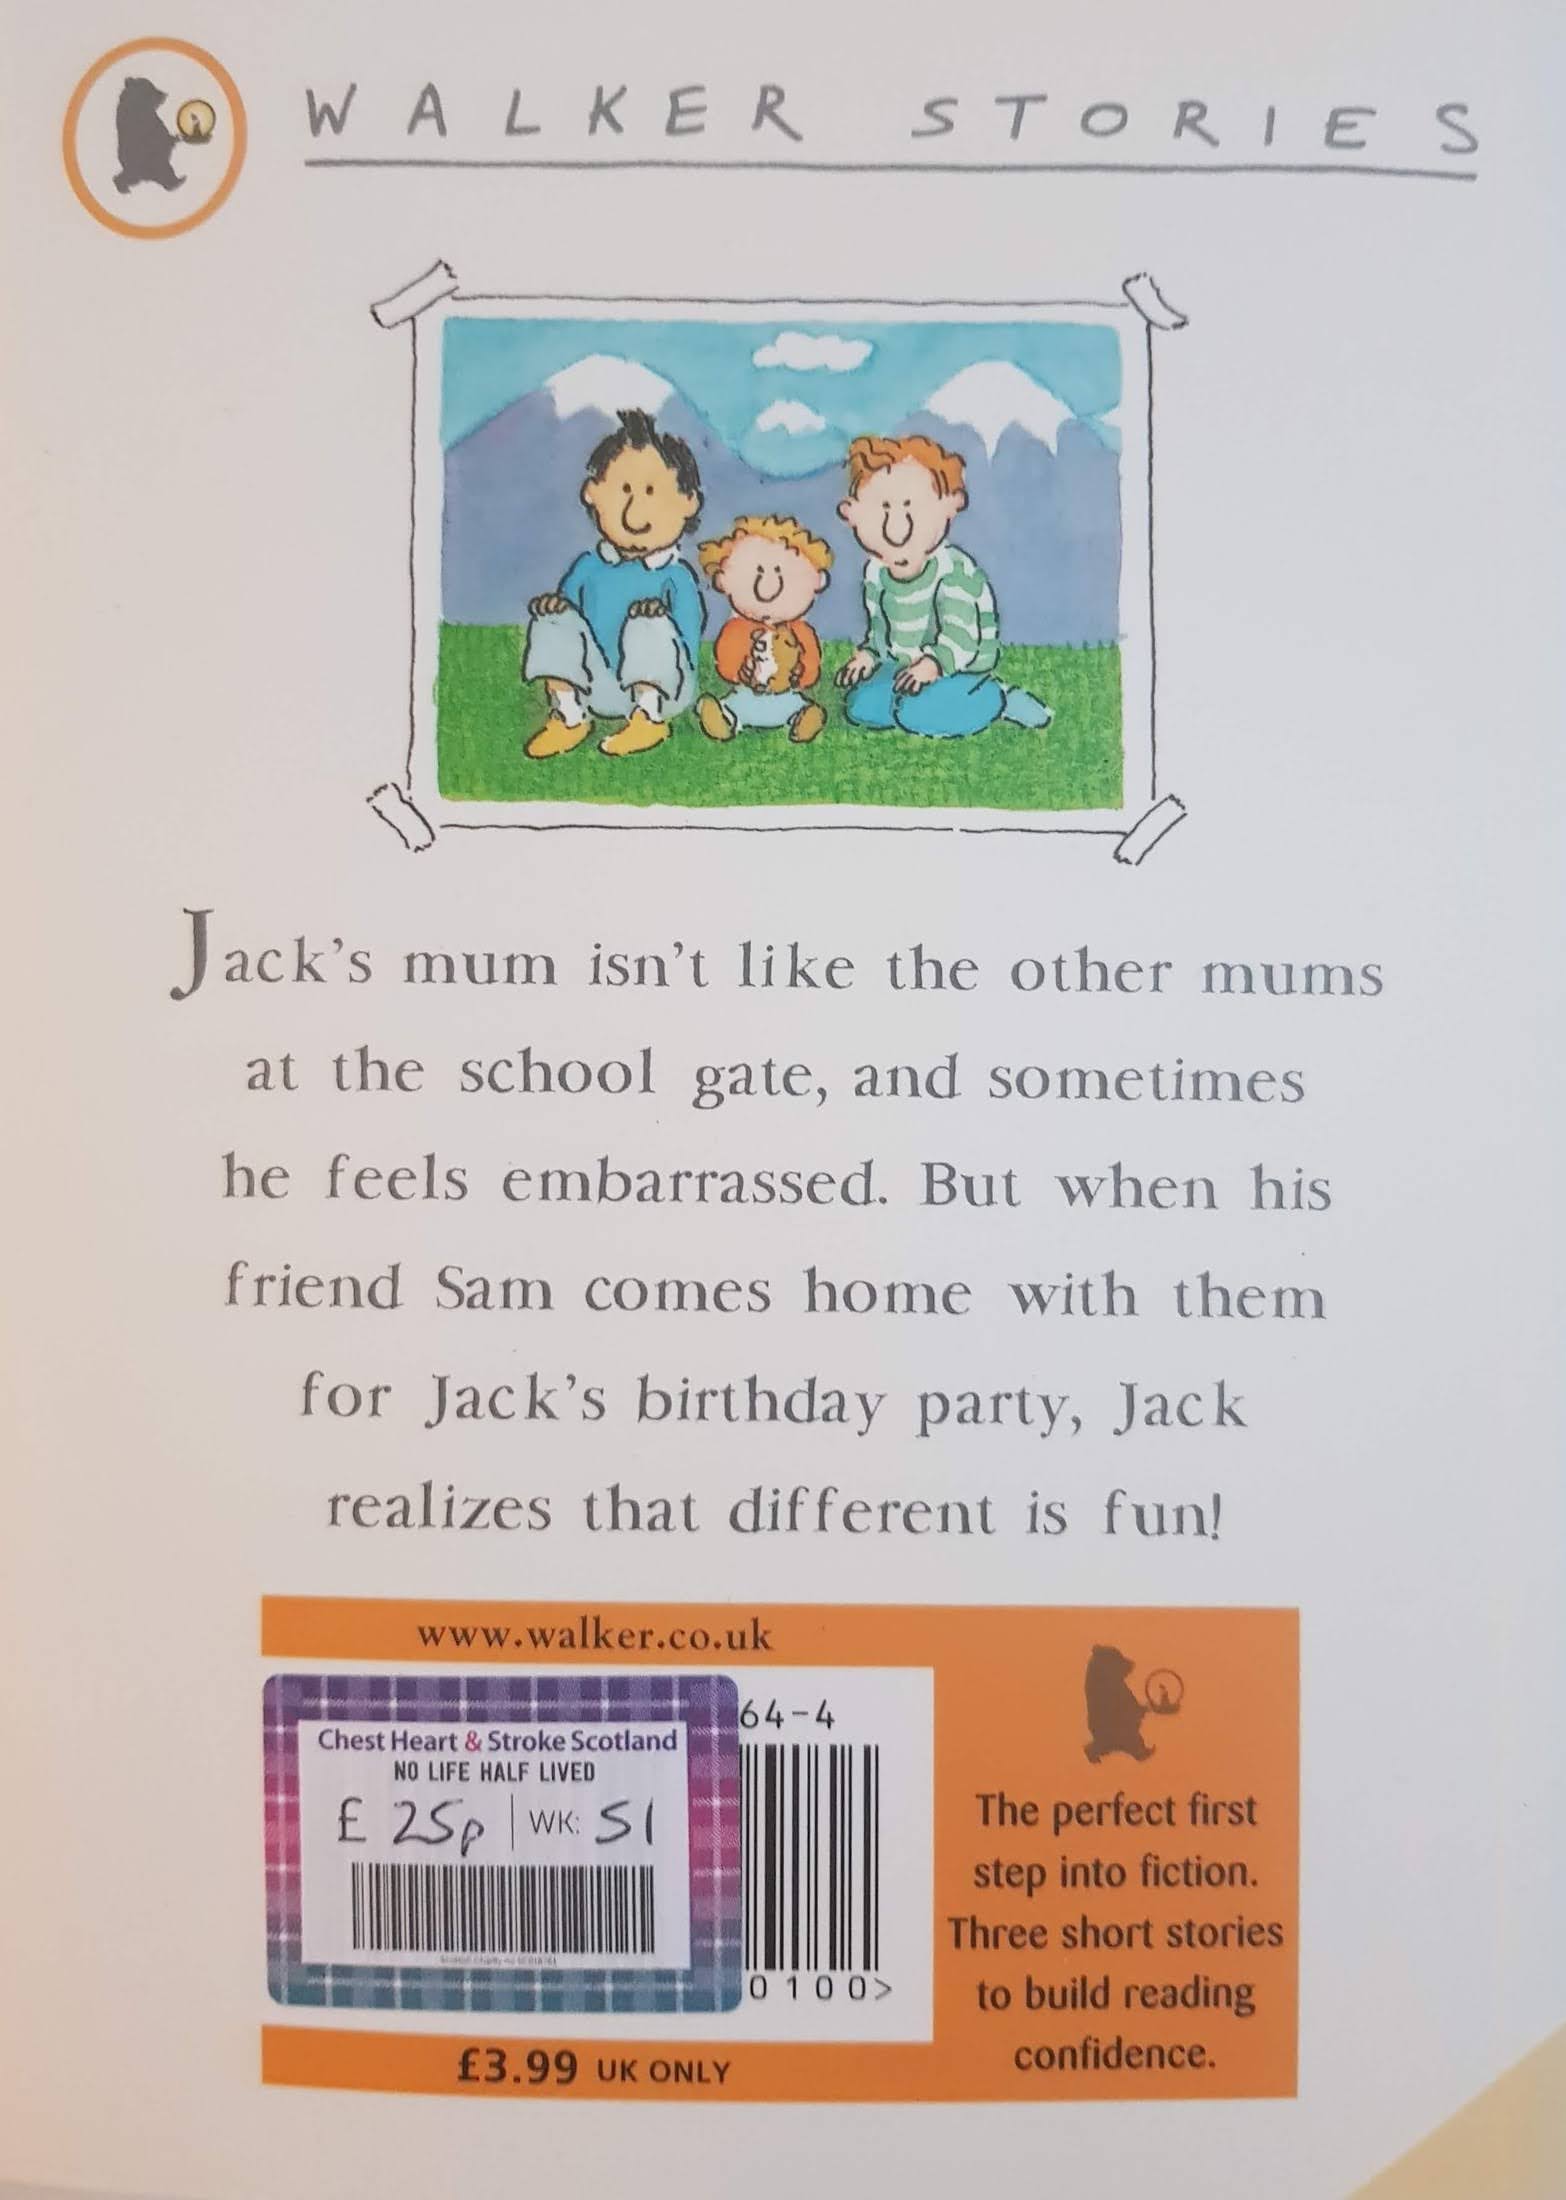 WALKER STORIES
Jack's mum isn't like the other mums
at the school gate, and sometimes
he feels embarrassed. But when his
friend Sam comes home with them
for Jack's birthday party, Jack
realizes that different is fun!
www.walker.co.uk
Chest Heart & Stroke Scotland
NO LIFE HALF LIVED
£ 25p | WK: 51
64-4
0100>
£3.99 UK ONLY
The perfect first
step into fiction.
Three short stories
to build reading
confidence.